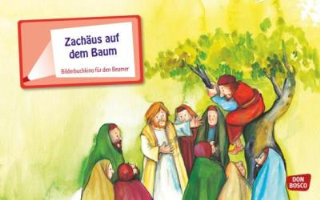 Zachäus auf
dem Baum
Bilderbuchkino für den Beamer
DON
BOSCO